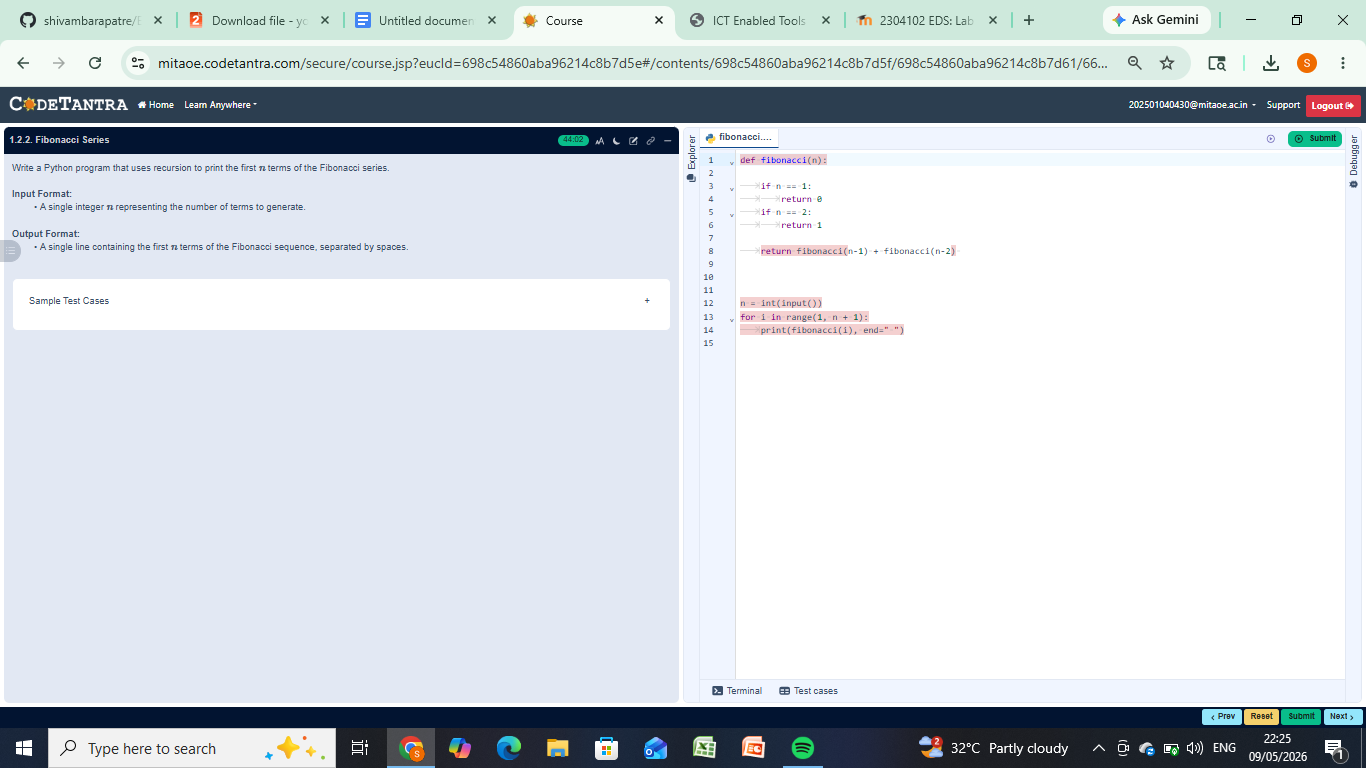 shivambarapatre/E
Download file - yo
Untitled documen
Course
ICT Enabled Tools
2304102 EDS: Lab
Ask Gemini
mitaoe.codetantra.com/secure/course.jsp?eucId=698c54860aba96214c8b7d5e#/contents/698c54860aba96214c8b7d5f/698c54860aba96214c8b7d61/66...
S
CODETANTRA Home Learn Anywhere
202501040430@mitaoe.ac.in Support Logout
1.2.2. Fibonacci Series
44:02
Write a Python program that uses recursion to print the first n terms of the Fibonacci series.
Input Format:
• A single integer n representing the number of terms to generate.
Output Format:
• A single line containing the first n terms of the Fibonacci sequence, separated by spaces.
Sample Test Cases
+
Explorer
fibonacci....
Submit
Debugger
1 def fibonacci(n):
2
3 if n == 1:
4 return 0
5 if n == 2:
6 return 1
7
8 return fibonacci(n-1) + fibonacci(n-2)
9
10
11
12 n = int(input())
13 for i in range(1, n + 1):
14 print(fibonacci(i), end=" ")
15
Terminal Test cases
‹ Prev Reset Submit Next ›
Type here to search
32°C Partly cloudy
ENG
22:25
09/05/2026
1